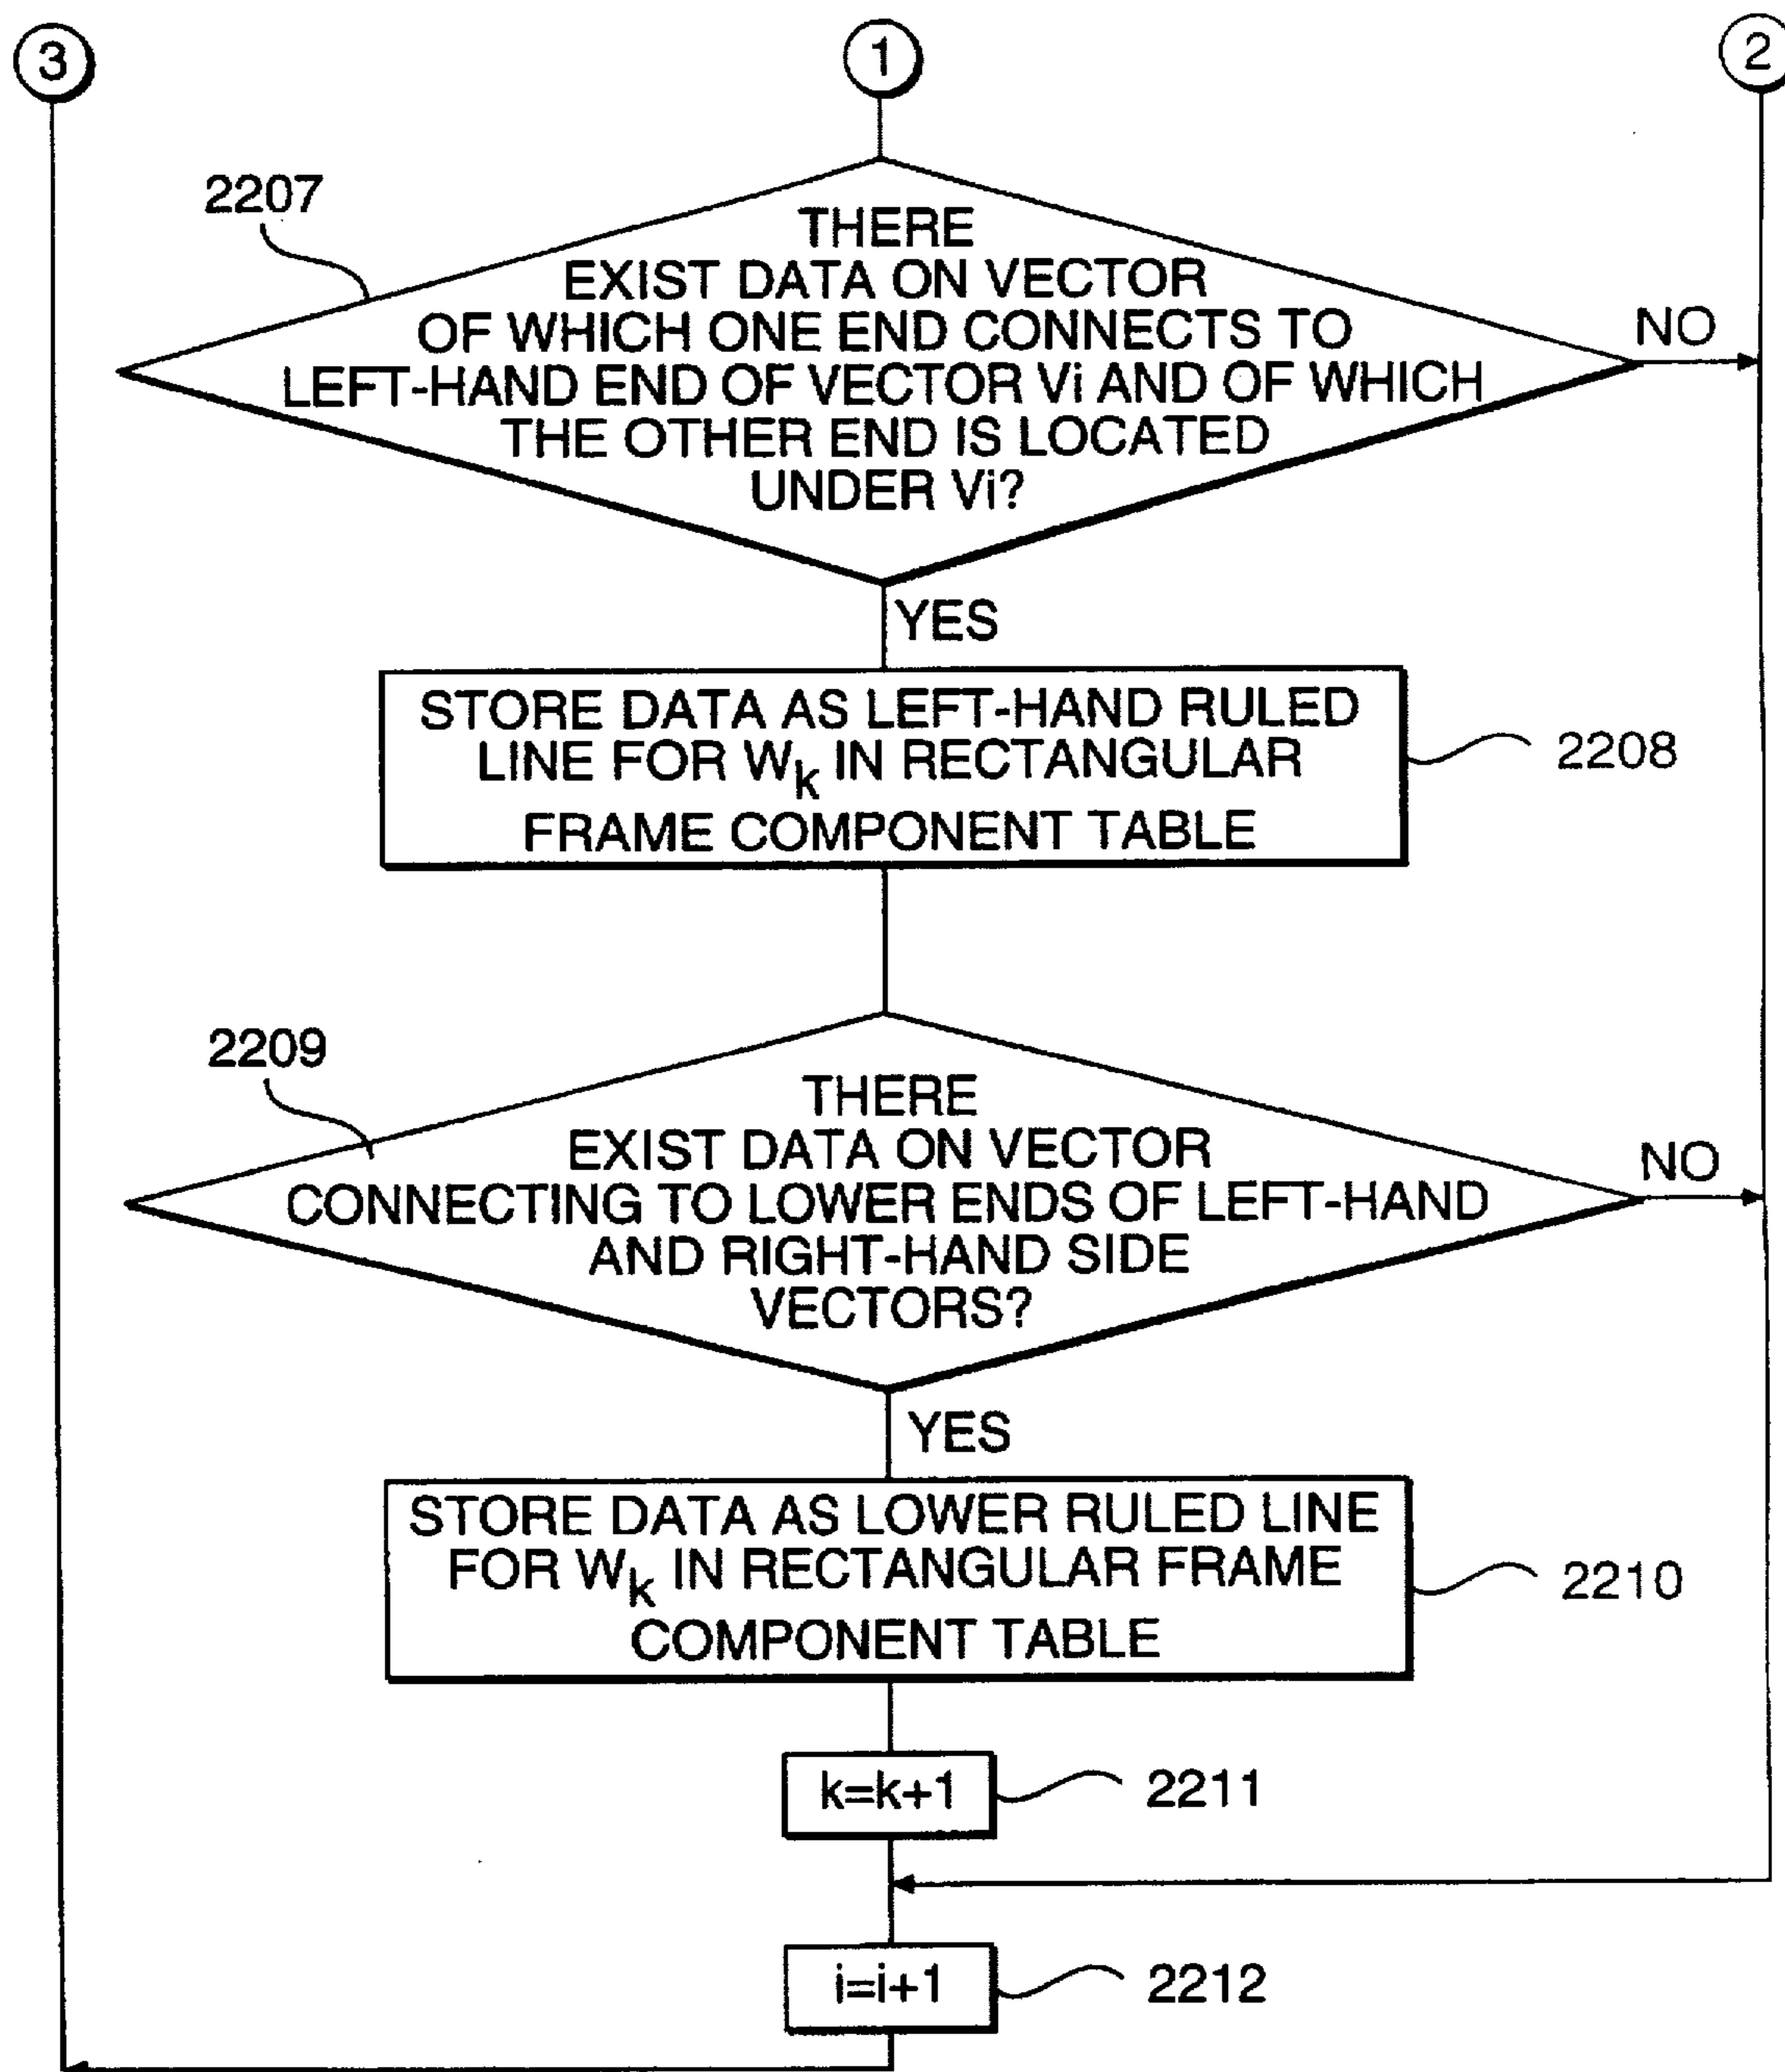 3
1
2
2207
THERE
EXIST DATA ON VECTOR
OF WHICH ONE END CONNECTS TO
LEFT-HAND END OF VECTOR Vi AND OF WHICH
THE OTHER END IS LOCATED
UNDER Vi?
NO
YES
STORE DATA AS LEFT-HAND RULED
LINE FOR Wk IN RECTANGULAR
FRAME COMPONENT TABLE
2208
2209
THERE
EXIST DATA ON VECTOR
CONNECTING TO LOWER ENDS OF LEFT-HAND
AND RIGHT-HAND SIDE
VECTORS?
NO
YES
STORE DATA AS LOWER RULED LINE
FOR Wk IN RECTANGULAR FRAME
COMPONENT TABLE
2210
k=k+1
2211
i=i+1
2212